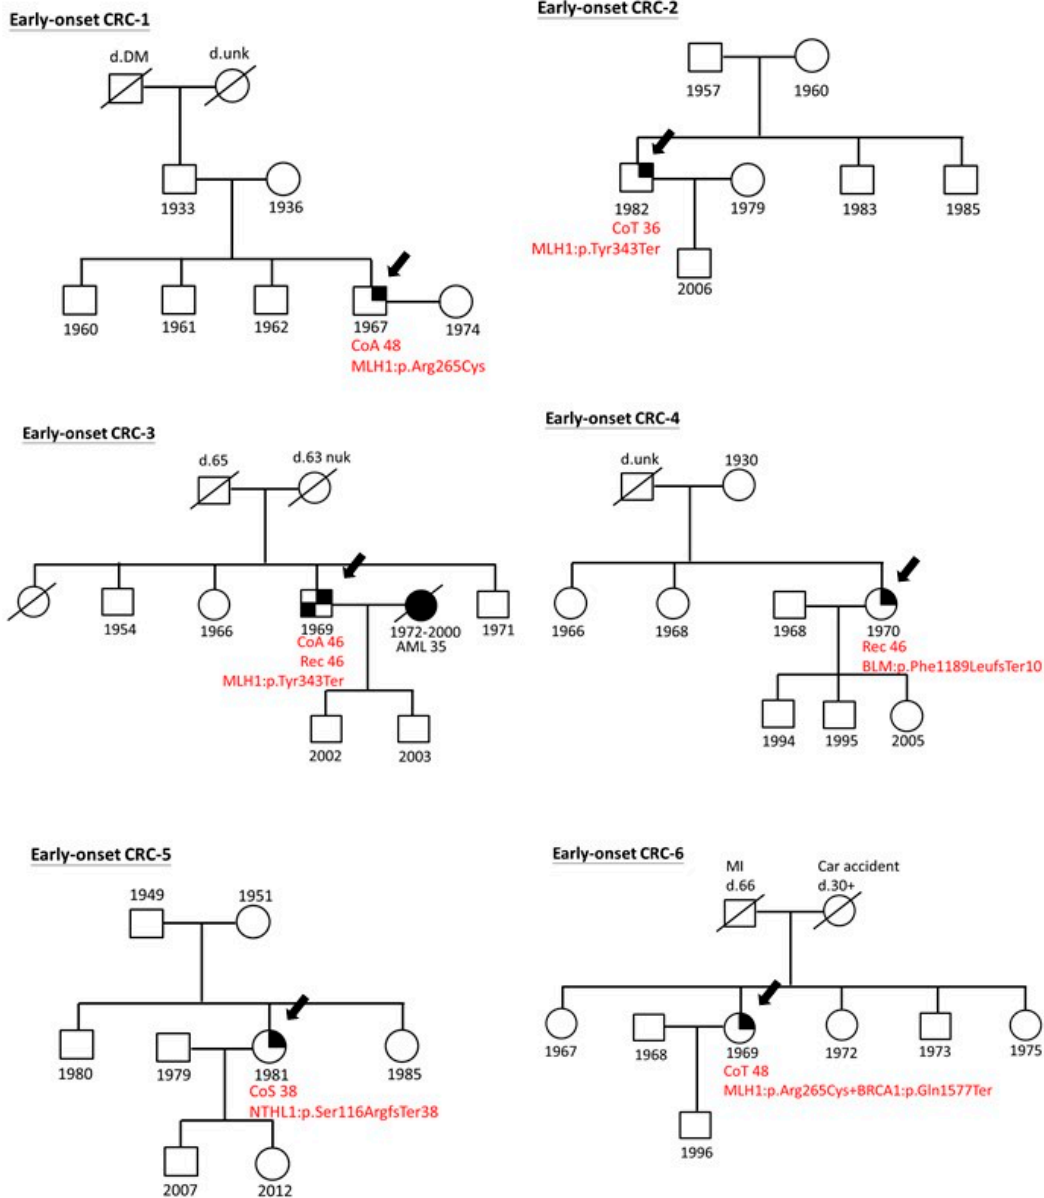 Early-onset CRC-1
d.DM d.unk
1933 1936
1960 1961 1962 1967 1974
CoA 48
MLH1:p.Arg265Cys
Early-onset CRC-2
1957 1960
1982 1979 1983 1985
CoT 36
MLH1:p.Tyr343Ter
2006
Early-onset CRC-3
d.65 d.63 nuk
1954 1966 1969 1972-2000 1971
AML 35
CoA 46
Rec 46
MLH1:p.Tyr343Ter
2002 2003
Early-onset CRC-4
d.unk 1930
1966 1968 1968 1970
Rec 46
BLM:p.Phe1189LeufsTer10
1994 1995 2005
Early-onset CRC-5
1949 1951
1980 1979 1981 1985
CoS 38
NTHL1:p.Ser116ArgfsTer38
2007 2012
Early-onset CRC-6
MI Car accident
d.66 d.30+
1967 1968 1969 1972 1973 1975
CoT 48
MLH1:p.Arg265Cys+BRCA1:p.Gln1577Ter
1996